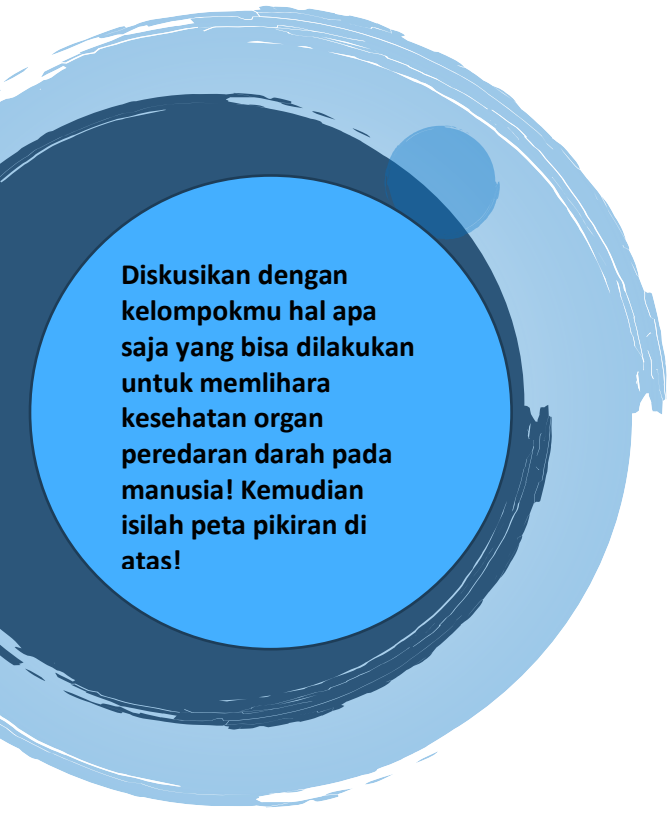 Diskusikan dengan
kelompokmu hal apa
saja yang bisa dilakukan
untuk memlihara
kesehatan organ
peredaran darah pada
manusia! Kemudian
isilah peta pikiran di
atas!